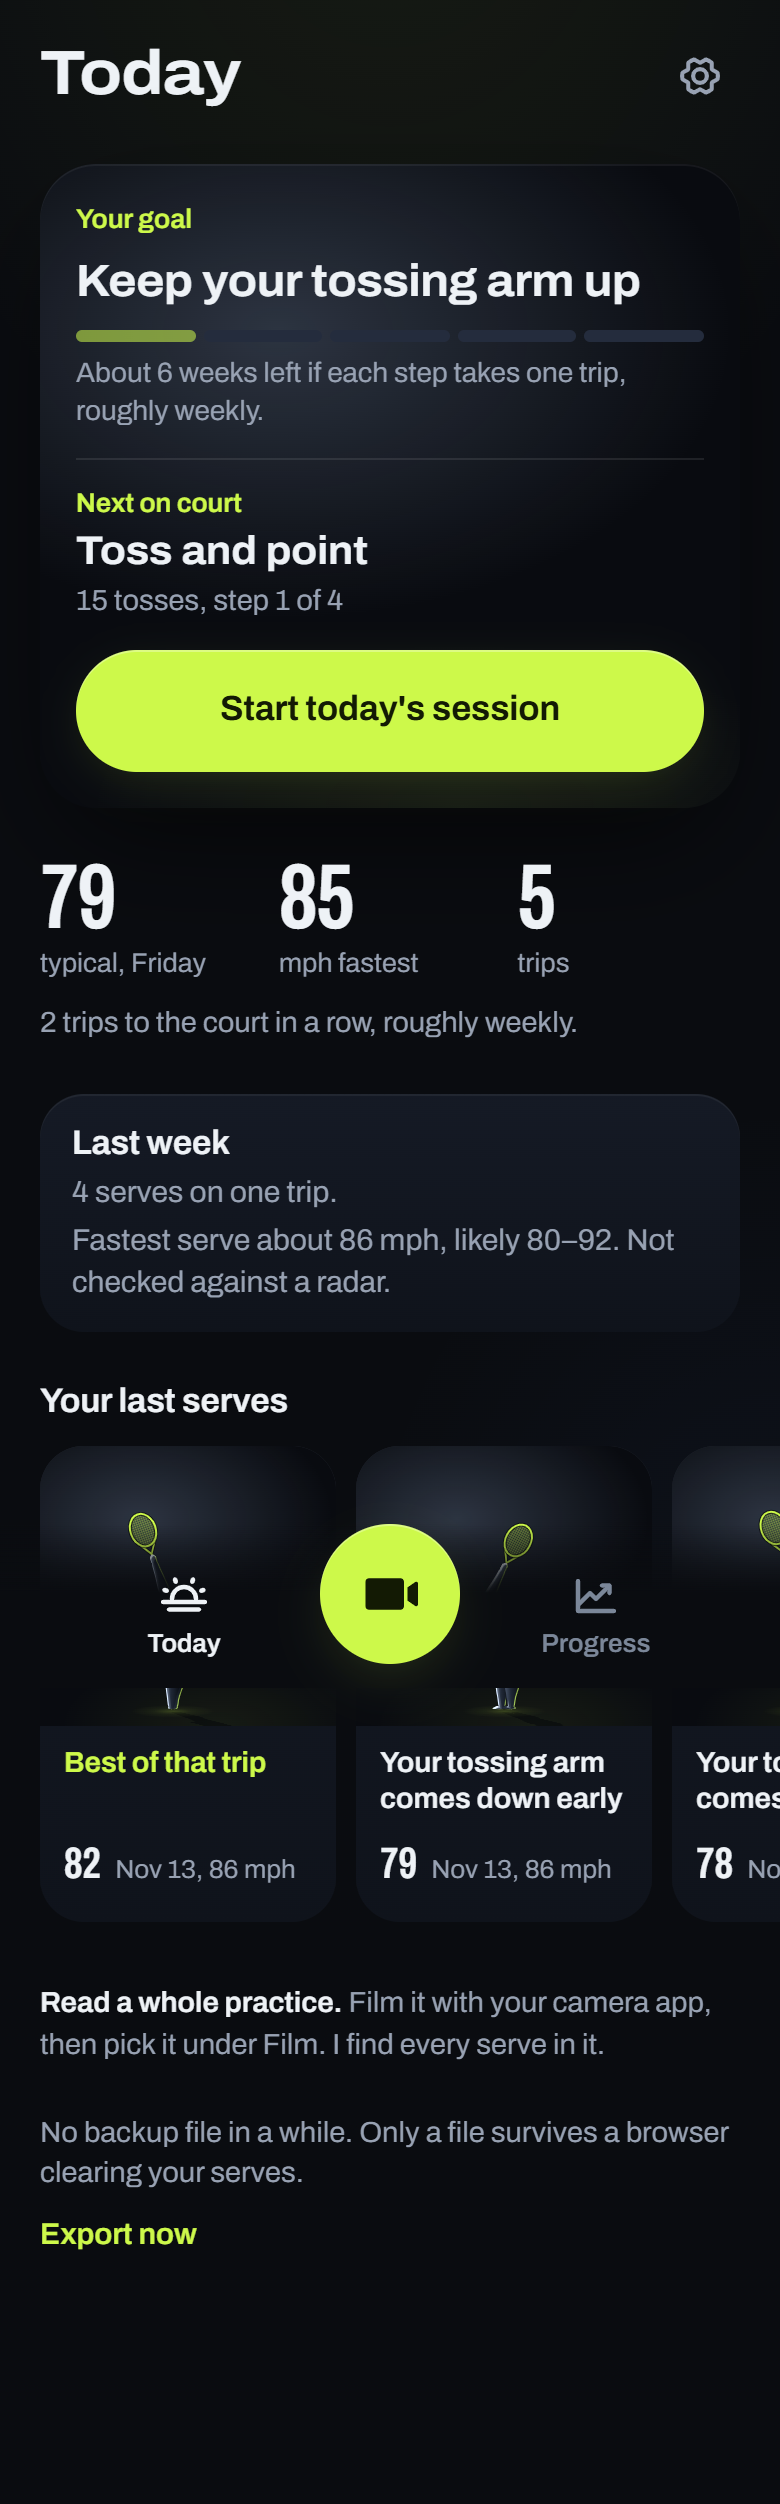 Today
Your goal
Keep your tossing arm up
About 6 weeks left if each step takes one trip,
roughly weekly.
Next on court
Toss and point
15 tosses, step 1 of 4
Start today's session
79
typical, Friday
85
mph fastest
5
trips
2 trips to the court in a row, roughly weekly.
Last week
4 serves on one trip.
Fastest serve about 86 mph, likely 80–92. Not
checked against a radar.
Your last serves
Today
Progress
Best of that trip
82 Nov 13, 86 mph
Your tossing arm
comes down early
79 Nov 13, 86 mph
Your to
comes
78 No
Read a whole practice. Film it with your camera app,
then pick it under Film. I find every serve in it.
No backup file in a while. Only a file survives a browser
clearing your serves.
Export now